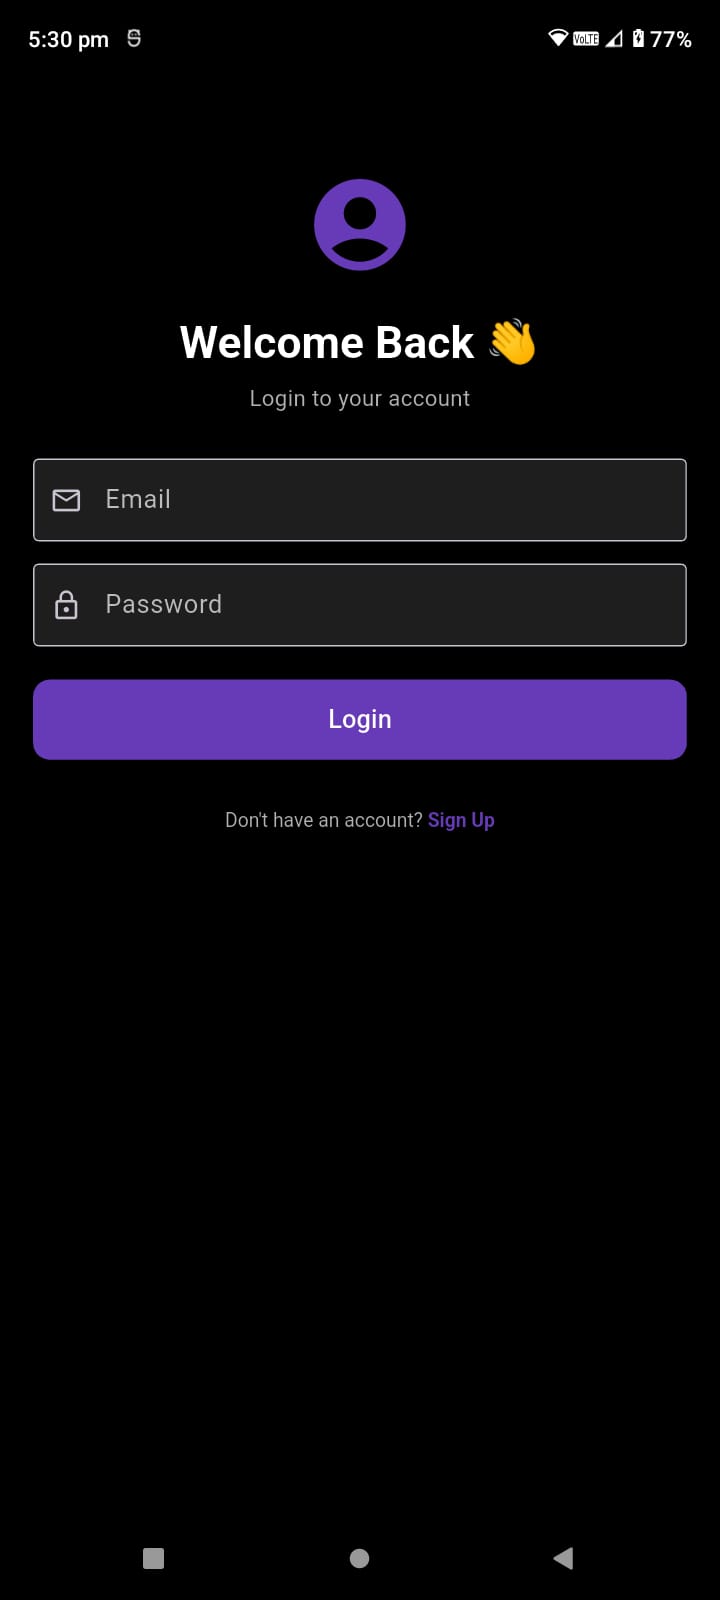 5:30 pm VoLTE 77%
Welcome Back 👋
Login to your account
Email
Password
Login
Don't have an account? Sign Up